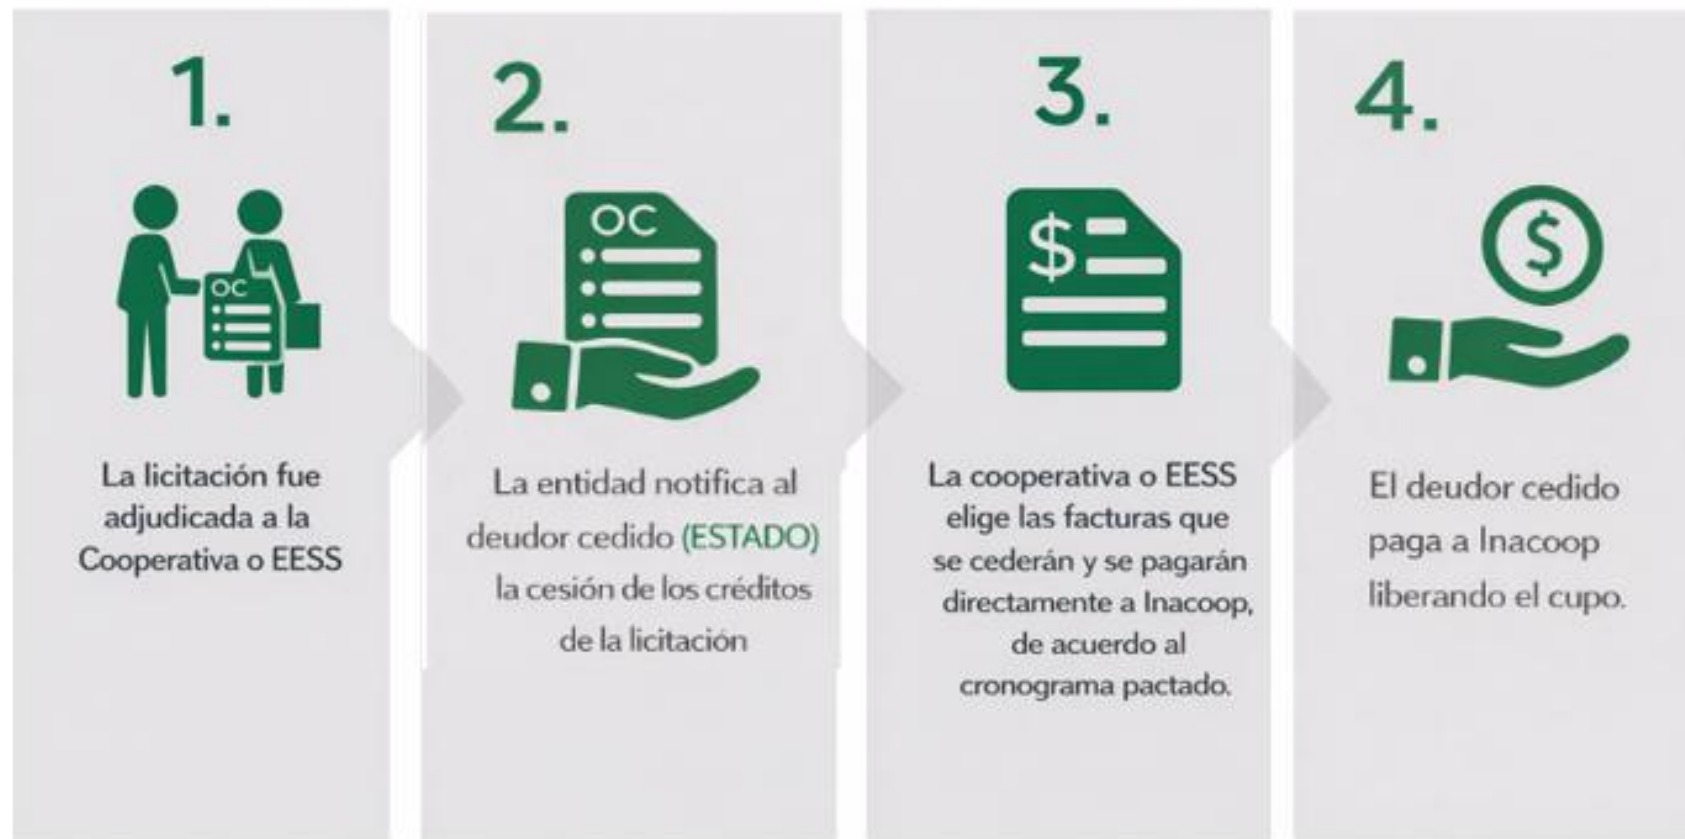 1.
OC
La licitación fue
adjudicada a la
Cooperativa o EESS
2.
OC
La entidad notifica al
deudor cedido (ESTADO)
la cesión de los créditos
de la licitación
3.
$
La cooperativa o EESS
elige las facturas que
se cederán y se pagarán
directamente a Inacoop,
de acuerdo al
cronograma pactado.
4.
$
El deudor cedido
paga a Inacoop
liberando el cupo.